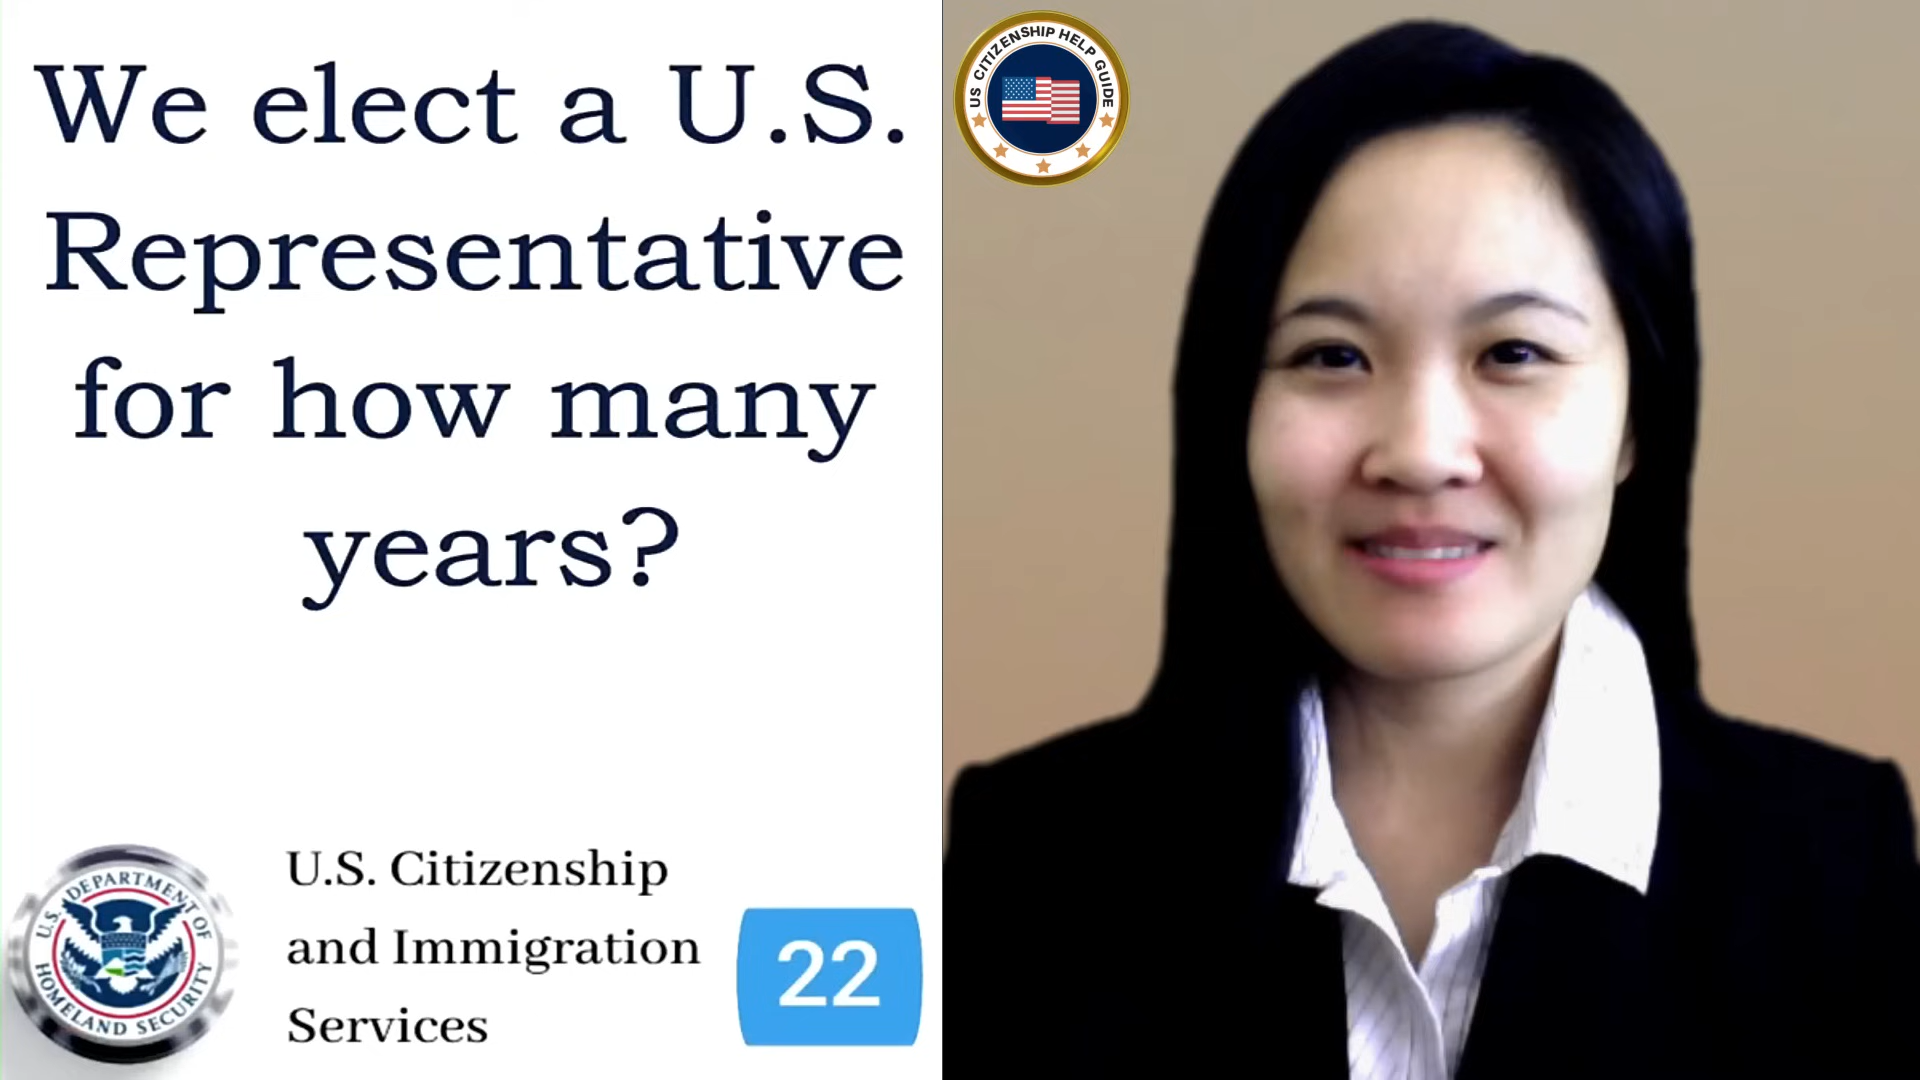 We elect a U.S.
Representative
for how many
years?
US CITIZENSHIP HELP GUIDE
U.S. DEPARTMENT OF
HOMELAND SECURITY
U.S. Citizenship
and Immigration
Services
22